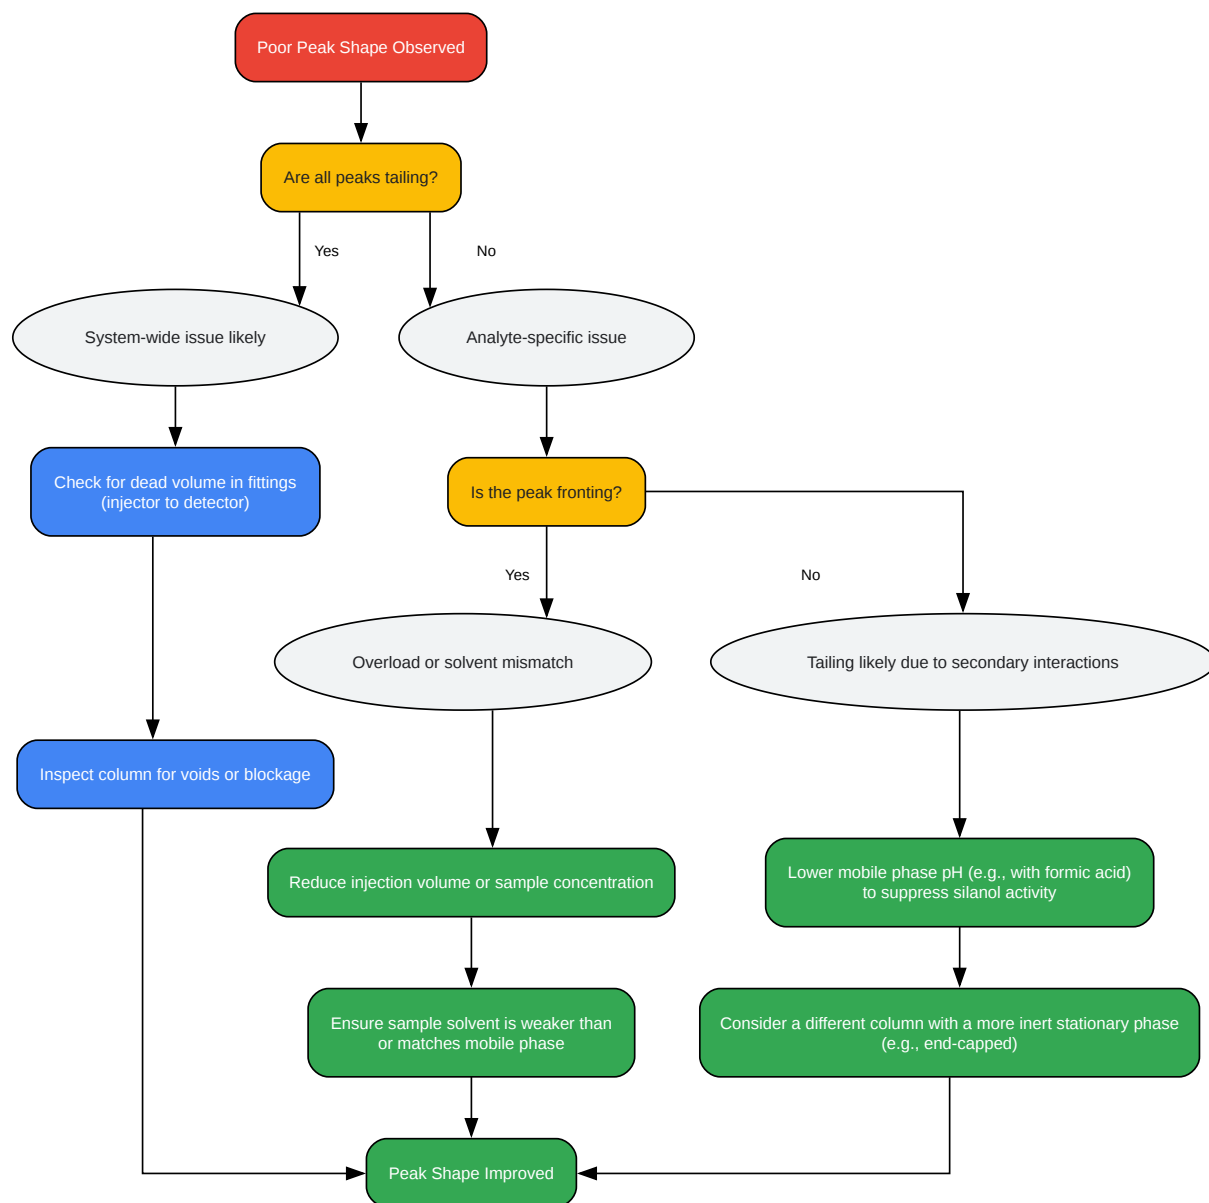 Poor Peak Shape Observed
Are all peaks tailing?
Yes
No
System-wide issue likely
Analyte-specific issue
Check for dead volume in fittings
(injector to detector)
Is the peak fronting?
Yes
No
Overload or solvent mismatch
Tailing likely due to secondary interactions
Inspect column for voids or blockage
Reduce injection volume or sample concentration
Lower mobile phase pH (e.g., with formic acid)
to suppress silanol activity
Ensure sample solvent is weaker than
or matches mobile phase
Consider a different column with a more inert stationary phase
(e.g., end-capped)
Peak Shape Improved